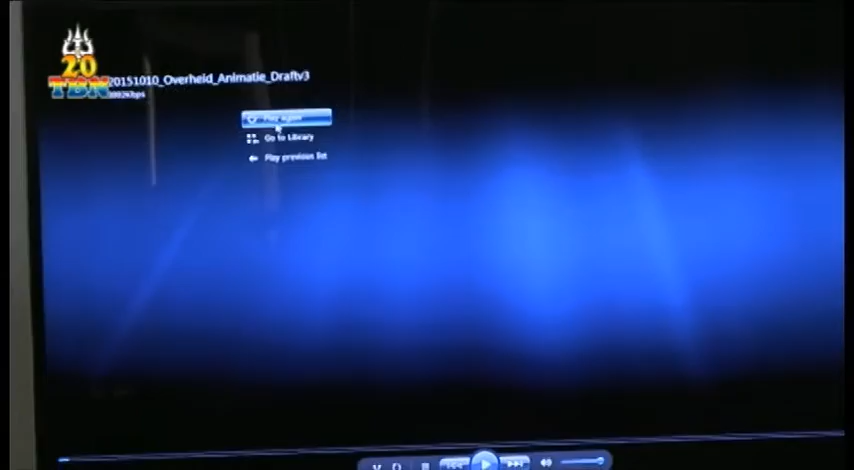 20
TBN
20151010_Overheid_Animatie_Draftv3
Play again
Go to Library
Play previous list